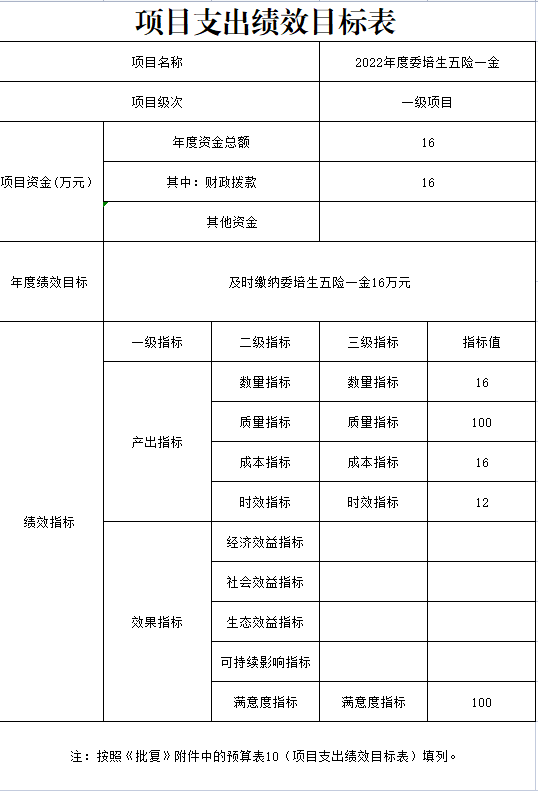 项目支出绩效目标表
项目名称 2022年度委培生五险一金
项目级次 一级项目
项目资金(万元) 年度资金总额 16
其中：财政拨款 16
其他资金
年度绩效目标 及时缴纳委培生五险一金16万元
绩效指标 一级指标 二级指标 三级指标 指标值
产出指标 数量指标 数量指标 16
质量指标 质量指标 100
成本指标 成本指标 16
时效指标 时效指标 12
效果指标 经济效益指标
社会效益指标
生态效益指标
可持续影响指标
满意度指标 满意度指标 100
注：按照《批复》附件中的预算表10（项目支出绩效目标表）填列。